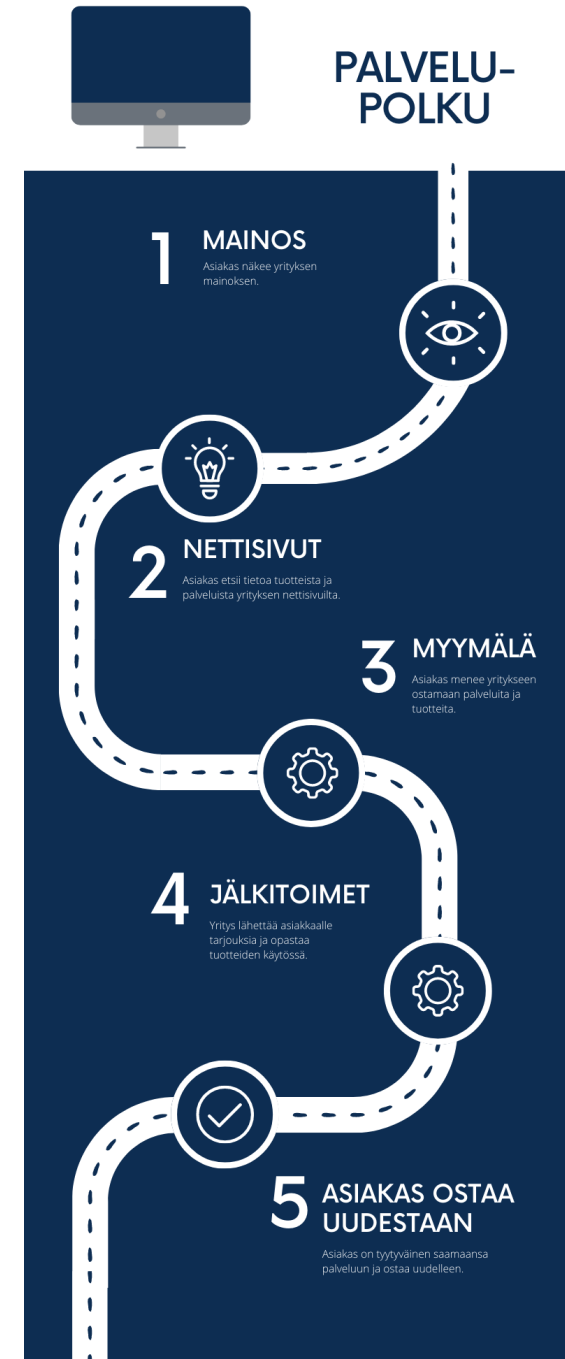 PALVELU-
POLKU
1
MAINOS
Asiakas näkee yrityksen
mainoksen.
2
NETTISIVUT
Asiakas etsii tietoa tuotteista ja
palveluista yrityksen nettisivuilta.
3
MYYMÄLÄ
Asiakas menee yritykseen
ostamaan palveluita ja
tuotteita.
4
JÄLKITOIMET
Yritys lähettää asiakkaalle
tarjouksia ja opastaa
tuotteiden käytössä.
5
ASIAKAS OSTAA
UUDESTAAN
Asiakas on tyytyväinen saamaansa
palveluun ja ostaa uudelleen.